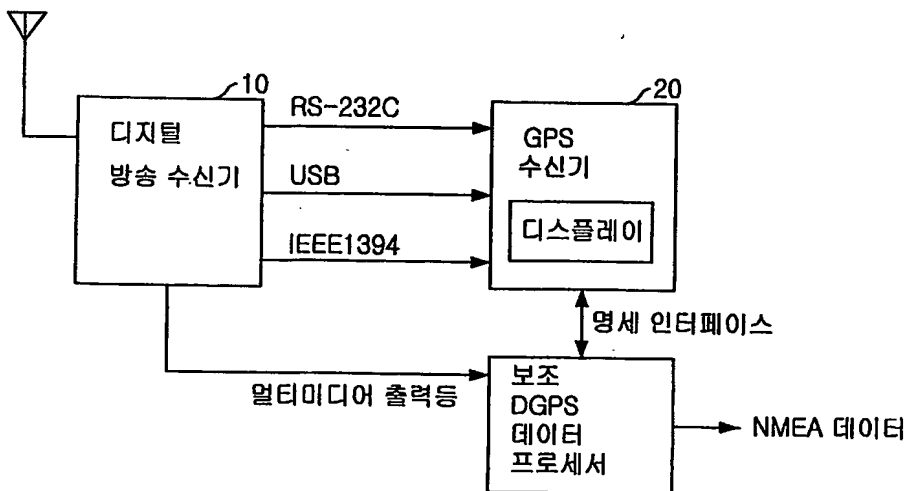 10
디지털
방송 수신기
RS-232C
USB
IEEE1394
20
GPS
수신기
디스플레이
명세 인터페이스
멀티미디어 출력등
보조
DGPS
데이터
프로세서
NMEA 데이터